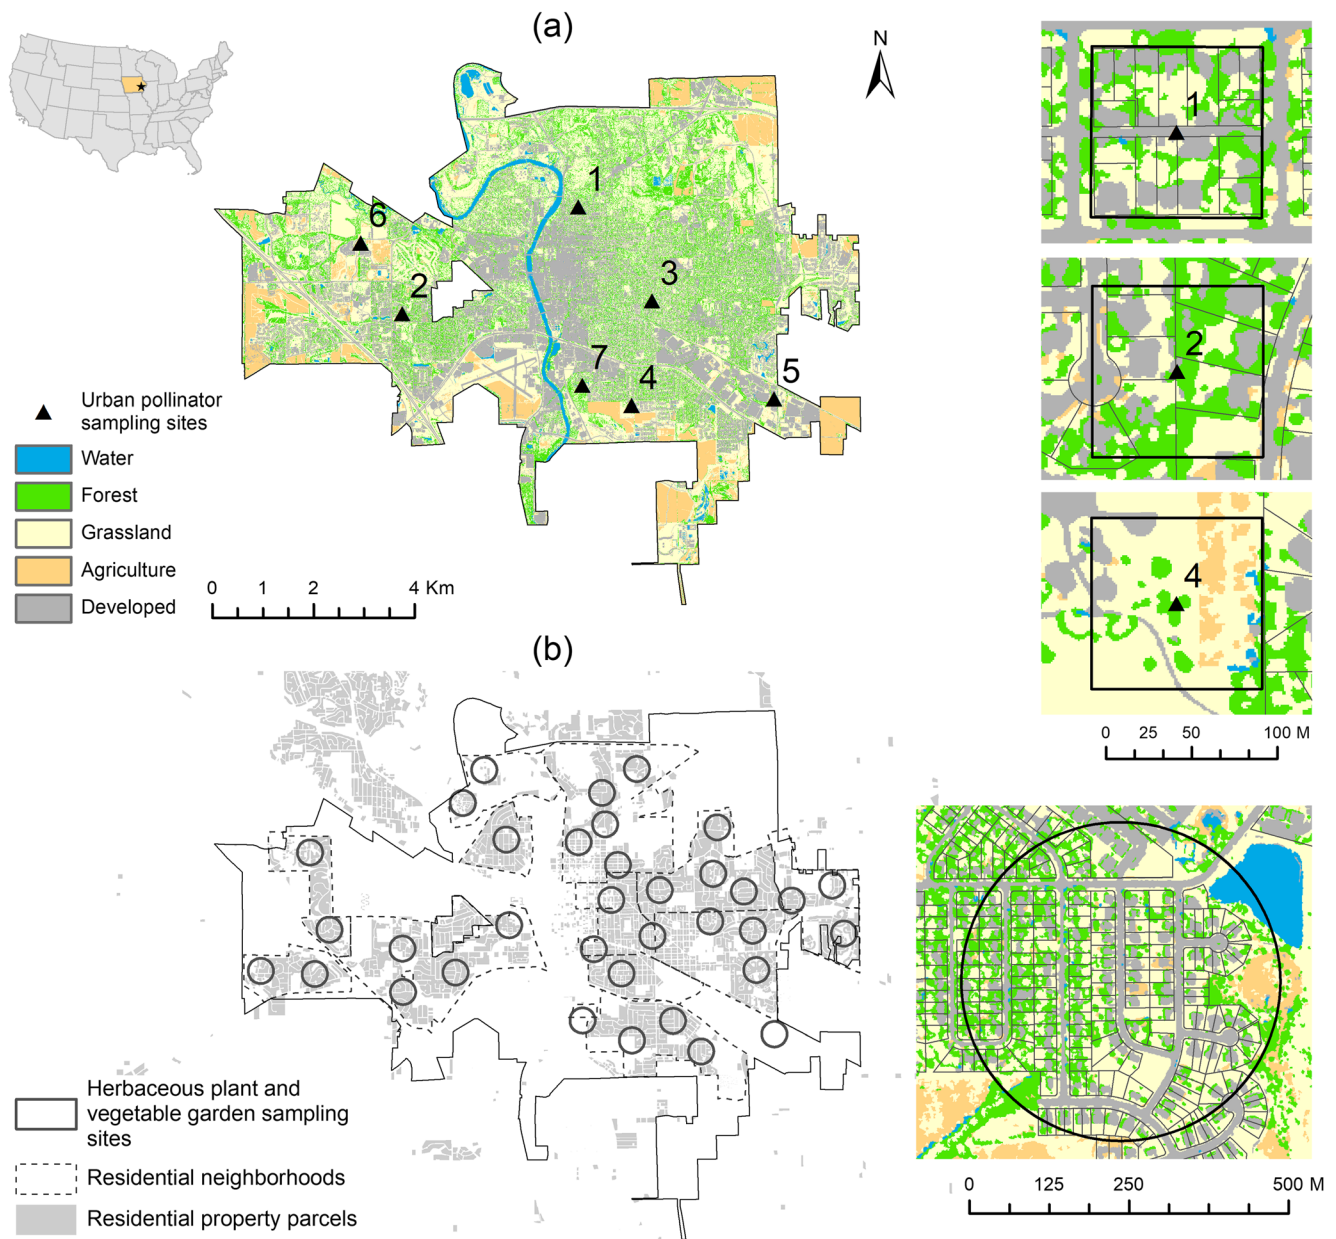 (a)
N
1
6
2
3
7
4
5
Urban pollinator
sampling sites
Water
Forest
Grassland
Agriculture
Developed
0 1 2 4 Km
1
2
4
0 25 50 100 M
(b)
Herbaceous plant and
vegetable garden sampling
sites
Residential neighborhoods
Residential property parcels
0 125 250 500 M